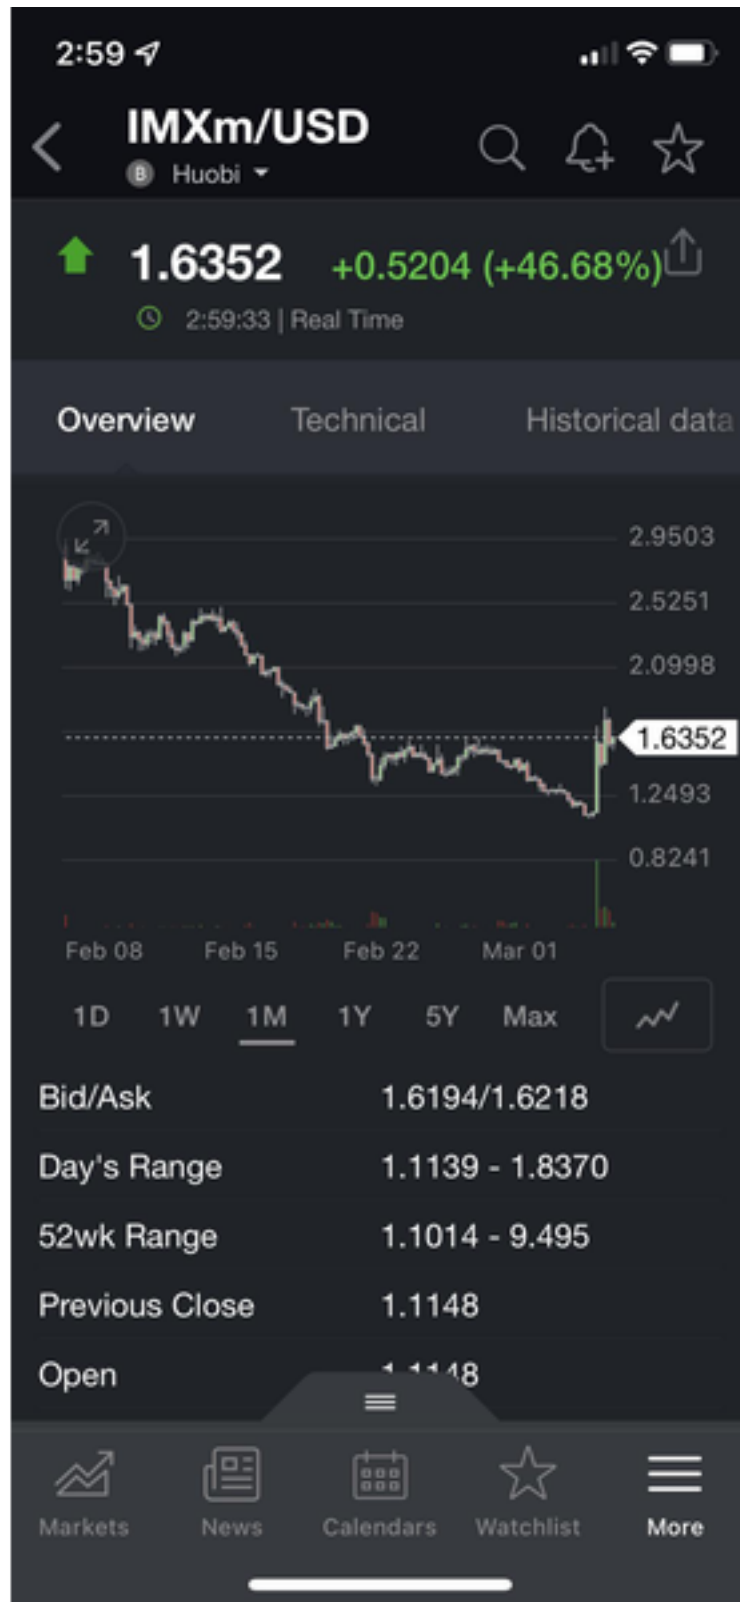 2:59
IMXm/USD
B Huobi
1.6352 +0.5204 (+46.68%)
2:59:33 | Real Time
Overview Technical Historical data
2.9503
2.5251
2.0998
1.6352
1.2493
0.8241
Feb 08 Feb 15 Feb 22 Mar 01
1D 1W 1M 1Y 5Y Max
Bid/Ask 1.6194/1.6218
Day's Range 1.1139 - 1.8370
52wk Range 1.1014 - 9.495
Previous Close 1.1148
Open 1.1148
Markets News Calendars Watchlist More